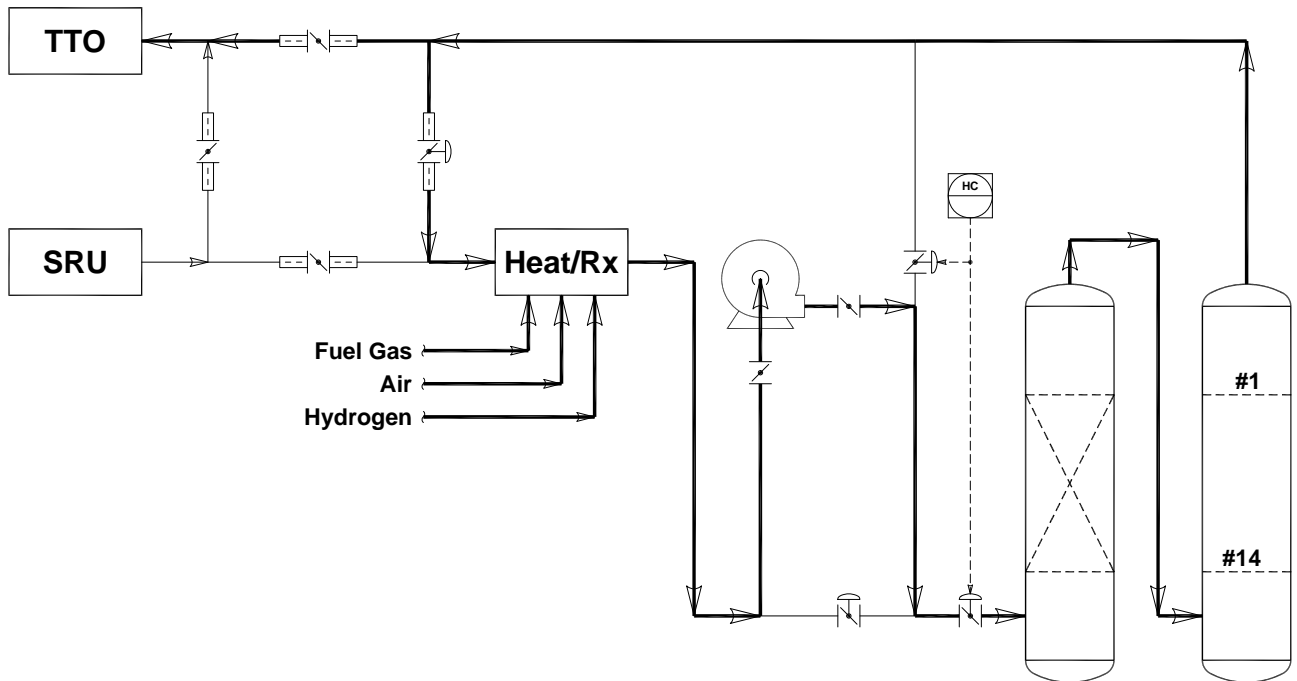 TTO
HC
SRU
Heat/Rx
Fuel Gas
Air
Hydrogen
#1
#14